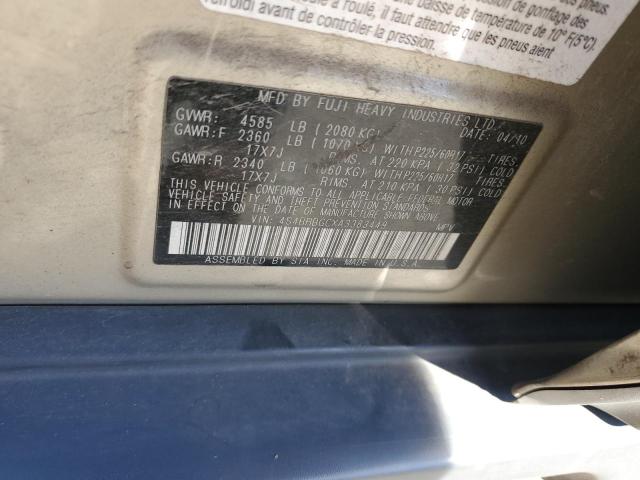 de gonflage des
de température de 10°F(5°C).
à roulé, il faut attendre que les pneus aient
refroidi avant de contrôler la pression.
MFD BY FUJI HEAVY INDUSTRIES LTD.
GVWR: 4585 LB (2080 KG) DATE: 04/10
GAWR:F 2360 LB (1070 KG) WITH P225/60R17 TIRES
17X7J RIMS, AT 220 KPA (32 PSI) COLD
GAWR:R 2340 LB (1060 KG) WITH P225/60R17 TIRES
17X7J RIMS, AT 210 KPA (30 PSI) COLD
THIS VEHICLE CONFORMS TO ALL APPLICABLE FEDERAL MOTOR
VEHICLE SAFETY AND THEFT PREVENTION STANDARDS
IN EFFECT ON THE DATE OF MANUFACTURE SHOWN ABOVE.
VIN: MPV
ASSEMBLED BY SIA INC. MADE IN U.S.A.